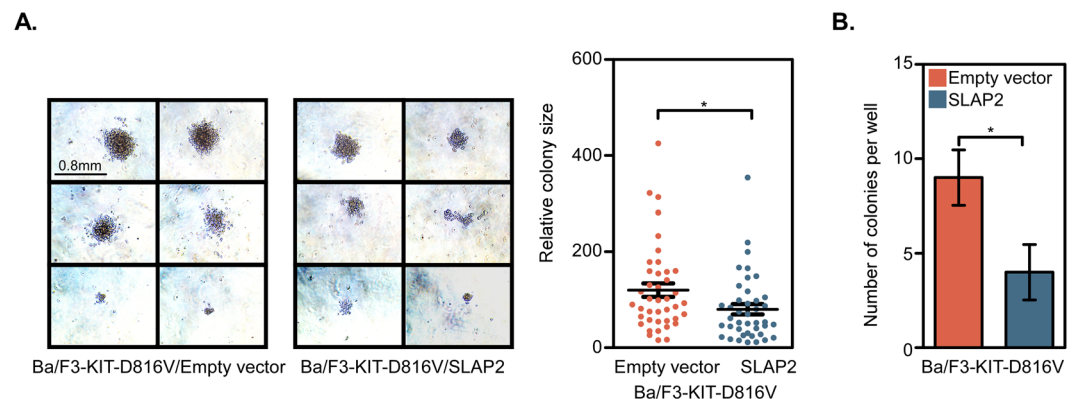 A.
0.8mm
Ba/F3-KIT-D816V/Empty vector
Ba/F3-KIT-D816V/SLAP2
Relative colony size
600
400
200
0
*
Empty vector SLAP2
Ba/F3-KIT-D816V
B.
Number of colonies per well
15
10
5
0
Empty vector
SLAP2
*
Ba/F3-KIT-D816V